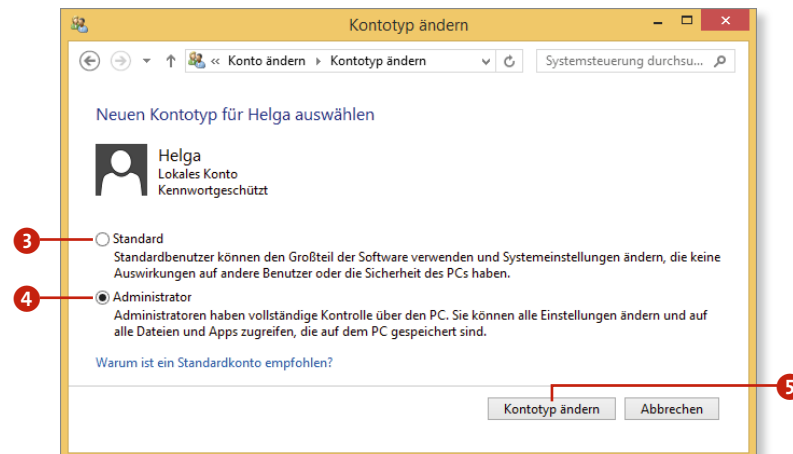 Kontotyp ändern
« Konto ändern Kontotyp ändern
Systemsteuerung durchsu...
Neuen Kontotyp für Helga auswählen
Helga
Lokales Konto
Kennwortgeschützt
3
Standard
Standardbenutzer können den Großteil der Software verwenden und Systemeinstellungen ändern, die keine
Auswirkungen auf andere Benutzer oder die Sicherheit des PCs haben.
4
Administrator
Administratoren haben vollständige Kontrolle über den PC. Sie können alle Einstellungen ändern und auf
alle Dateien und Apps zugreifen, die auf dem PC gespeichert sind.
Warum ist ein Standardkonto empfohlen?
5
Kontotyp ändern
Abbrechen